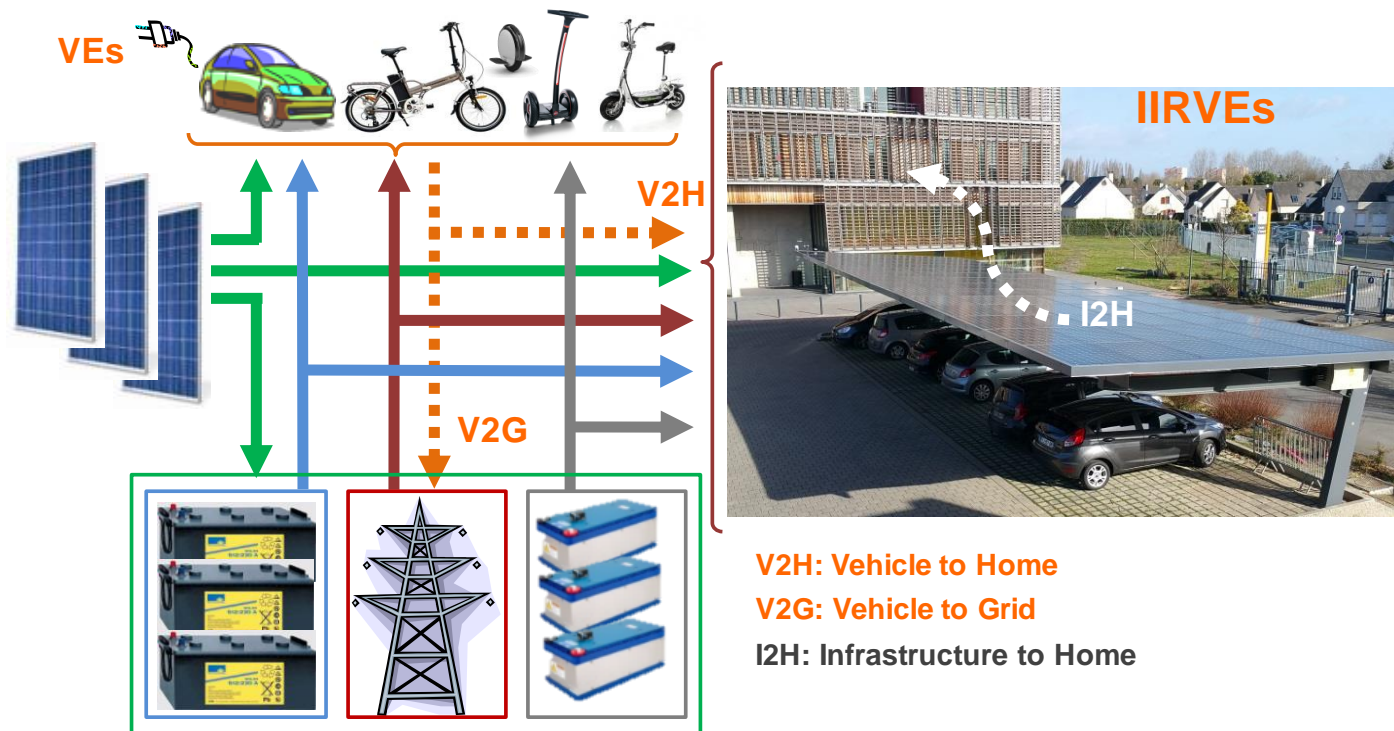 VEs
IIRVEs
V2H
I2H
V2G
V2H: Vehicle to Home
V2G: Vehicle to Grid
I2H: Infrastructure to Home